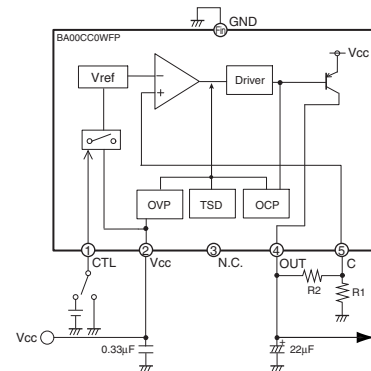 GND
Fin
BA00CC0WFP
Vcc
Vref
−
+
Driver
OVP
TSD
OCP
1
2
3
4
5
CTL
Vcc
N.C.
OUT
C
R2
R1
Vcc
0.33μF
+
22μF